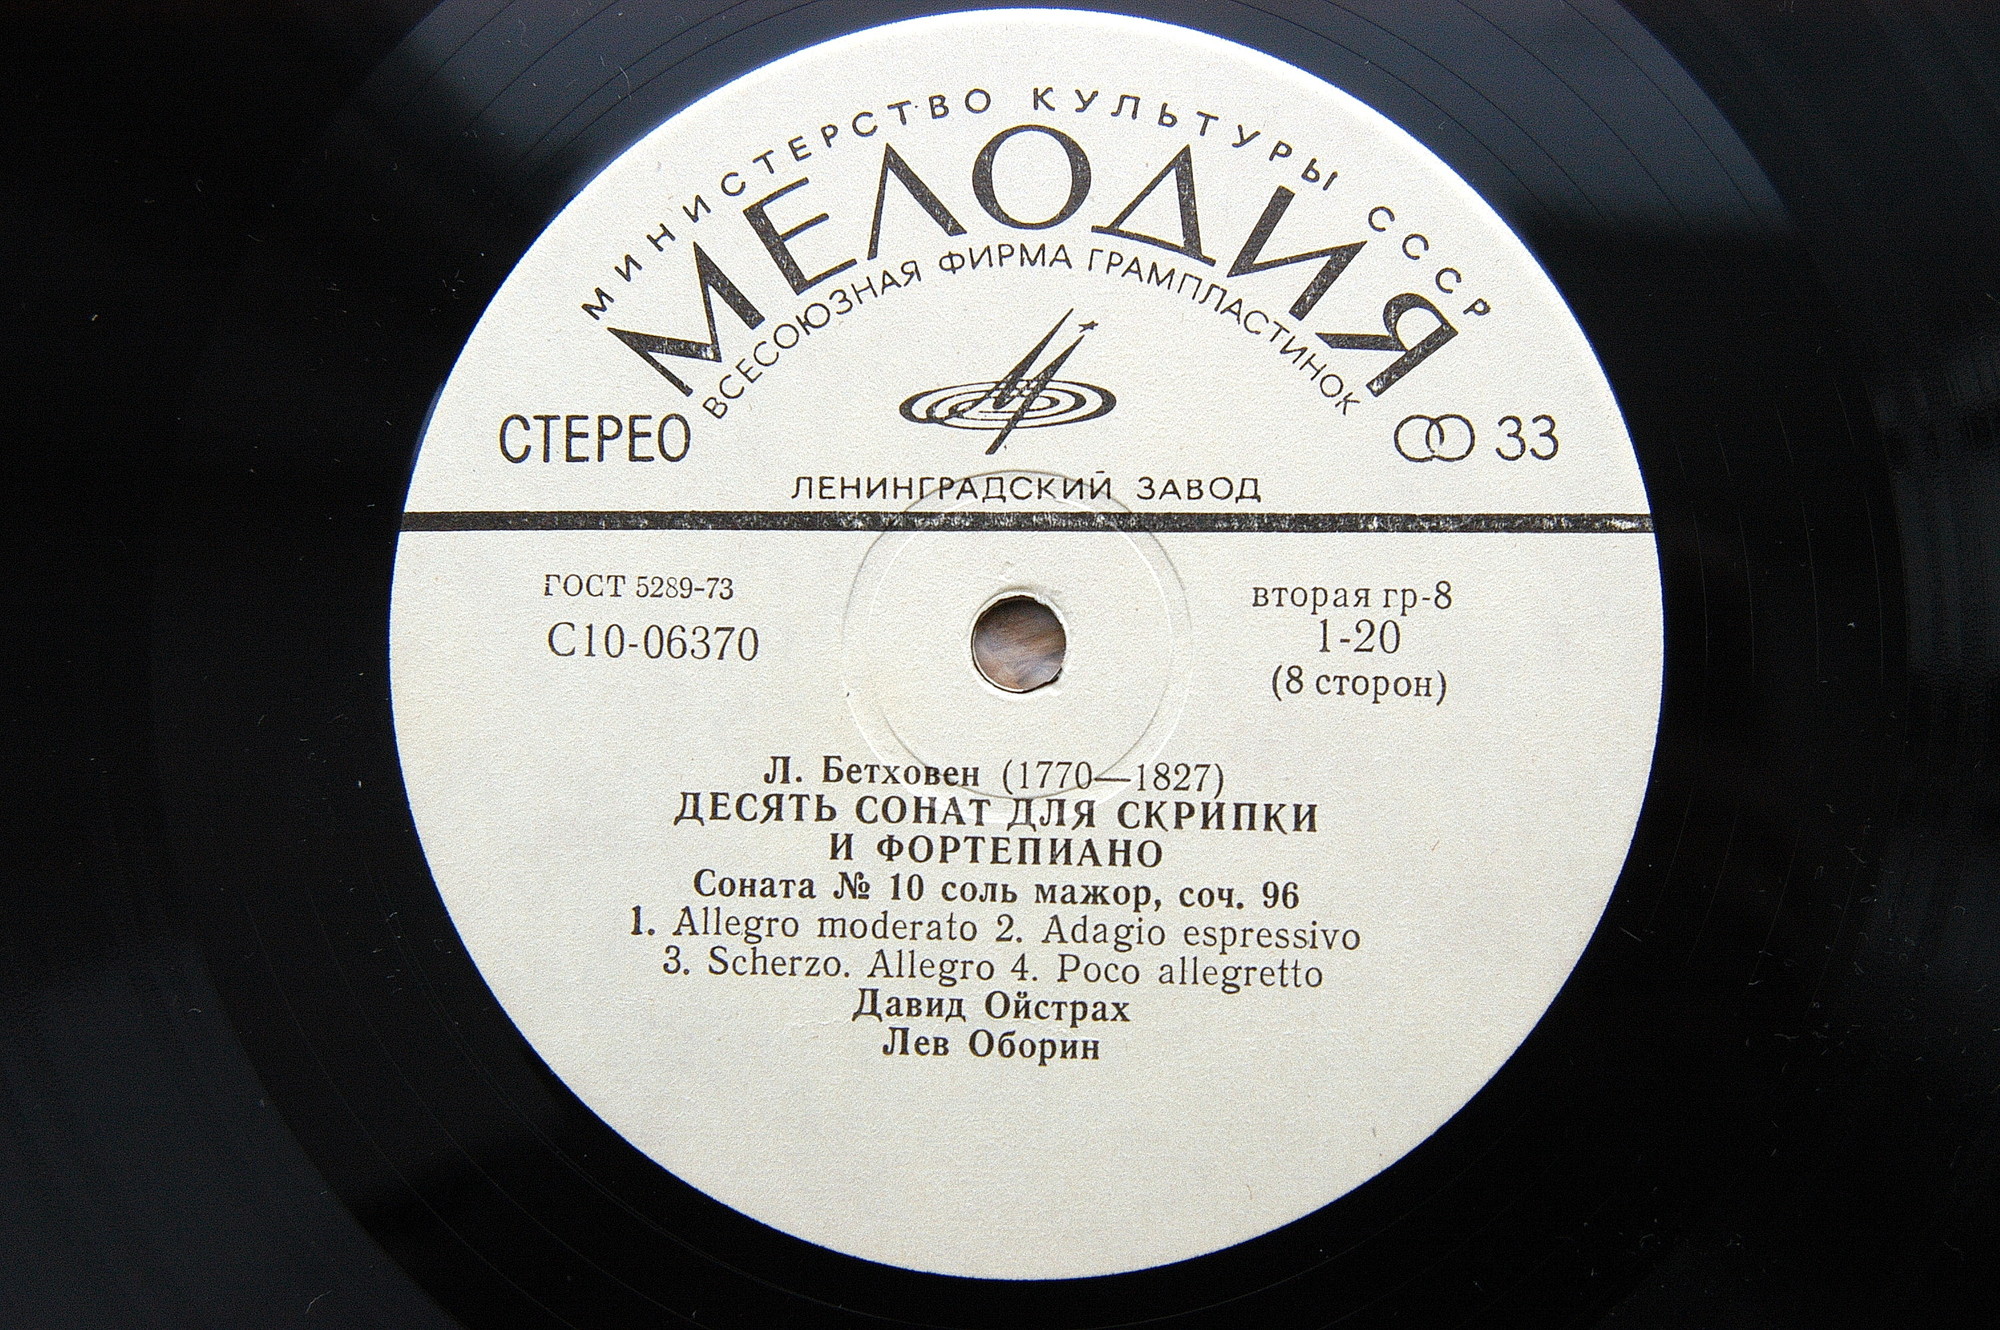 МИНИСТЕРСТВО КУЛЬТУРЫ СССР
МЕЛОДИЯ
ВСЕСОЮЗНАЯ ФИРМА ГРАМПЛАСТИНОК
СТЕРЕО
33
ЛЕНИНГРАДСКИЙ ЗАВОД
ГОСТ 5289-73
С10-06370
вторая гр-8
1-20
(8 сторон)
Л. Бетховен (1770—1827)
ДЕСЯТЬ СОНАТ ДЛЯ СКРИПКИ
И ФОРТЕПИАНО
Соната № 10 соль мажор, соч. 96
1. Allegro moderato 2. Adagio espressivo
3. Scherzo. Allegro 4. Poco allegretto
Давид Ойстрах
Лев Оборин